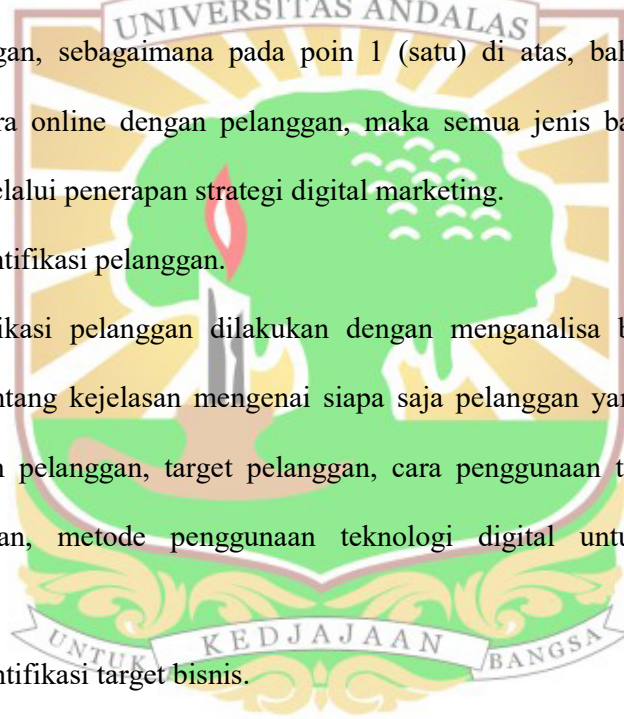 UNIVERSITAS ANDALAS
gan, sebagaimana pada poin 1 (satu) di atas, bah
ra online dengan pelanggan, maka semua jenis ba
elalui penerapan strategi digital marketing.
ntifikasi pelanggan.
ikasi pelanggan dilakukan dengan menganalisa b
ntang kejelasan mengenai siapa saja pelanggan yan
n pelanggan, target pelanggan, cara penggunaan t
an, metode penggunaan teknologi digital untu
UNTUK KEDJAJAAN BANGSA
ntifikasi target bisnis.